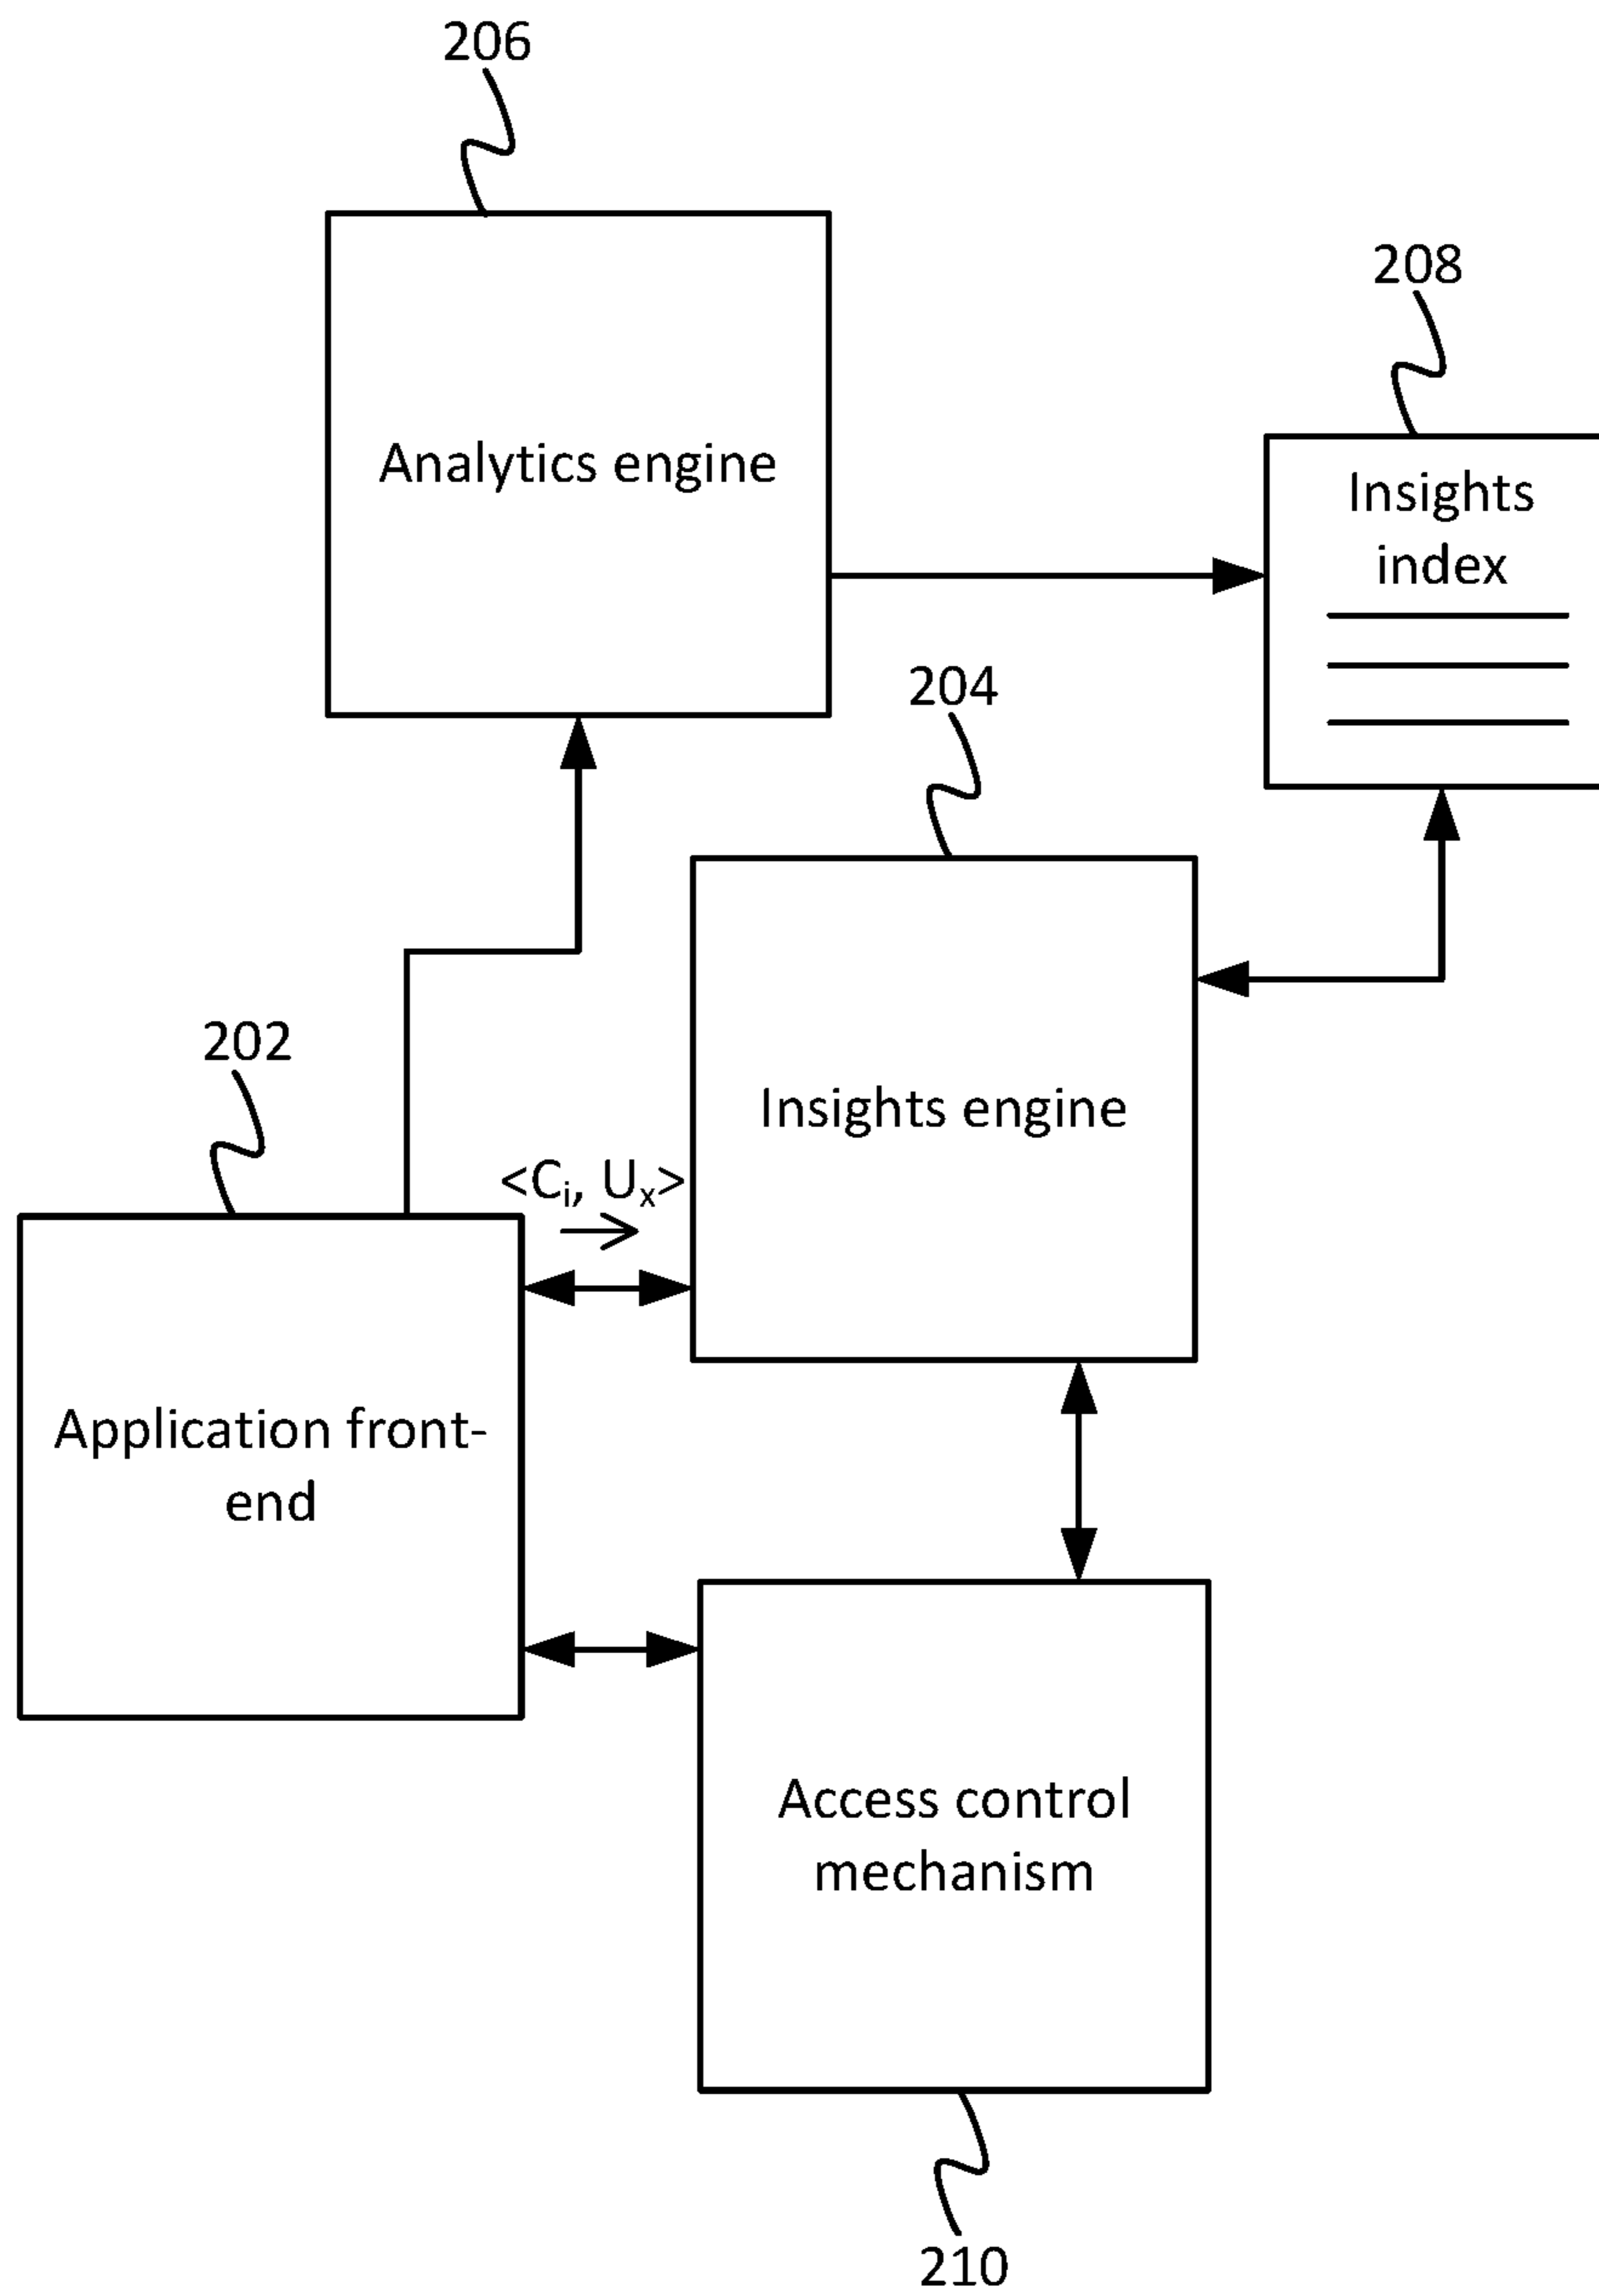 206
Analytics engine
208
Insights
index
204
Insights engine
202
<Ci, Ux>
Application front-
end
Access control
mechanism
210